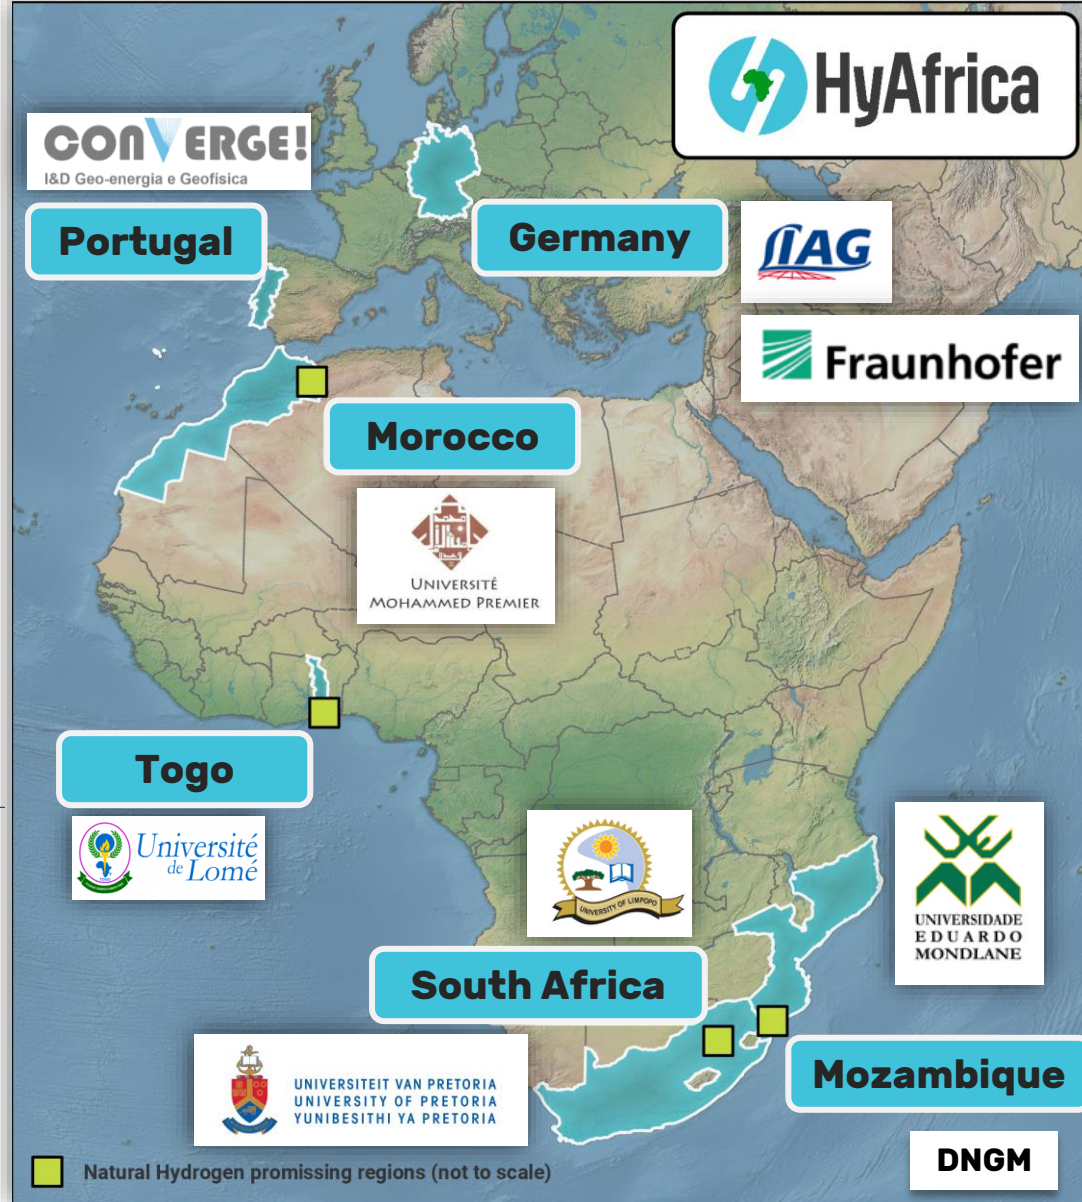 HyAfrica
CONVERGE!
I&D Geo-energia e Geofísica
Portugal
Germany
LIAG
Fraunhofer
Morocco
UNIVERSITÉ
MOHAMMED PREMIER
Togo
Université
de Lomé
UNIVERSITY OF LIMPOPO
UNIVERSIDADE
EDUARDO
MONDLANE
South Africa
UNIVERSITEIT VAN PRETORIA
UNIVERSITY OF PRETORIA
YUNIBESITHI YA PRETORIA
Mozambique
DNGM
Natural Hydrogen promissing regions (not to scale)